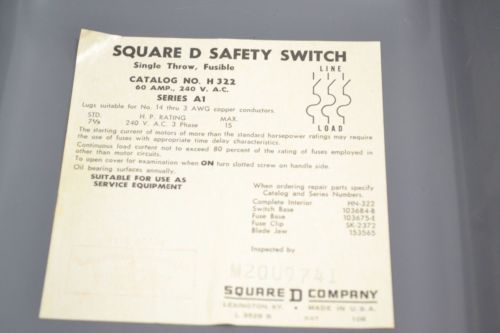 SQUARE D SAFETY SWITCH
Single Throw, Fusible
CATALOG NO. H 322
60 AMP., 240 V. A.C.
SERIES A1
LINE
LOAD
Lugs suitable for No. 14 thru 3 AWG copper conductors.
STD. H. P. RATING MAX.
7½ 240 V. A.C. 3 Phase 15
The starting current of motors of more than the standard horsepower ratings may require
the use of fuses with appropriate time delay characteristics.
Continuous load current not to exceed 80 percent of the rating of fuses employed in
other than motor circuits.
To open cover for examination when ON turn slotted screw on handle side.
Oil bearing surfaces annually.
SUITABLE FOR USE AS
SERVICE EQUIPMENT
When ordering repair parts specify
Catalog and Series Numbers.
Complete Interior HN-322
Switch Base 103684-B
Fuse Base 103675-E
Fuse Clip SK-2372
Blade Jaw 153565
Inspected by
SQUARE D COMPANY
LEXINGTON, KY. MADE IN U.S.A.